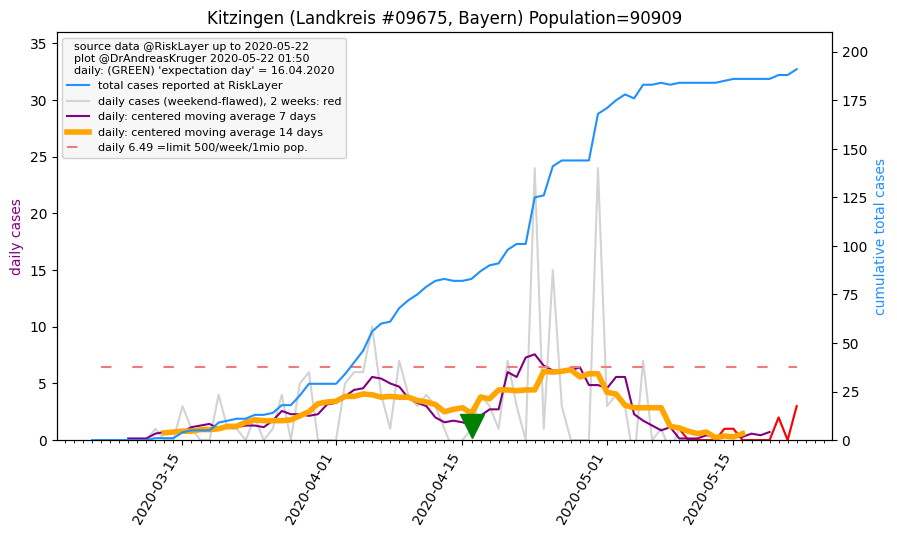 Kitzingen (Landkreis #09675, Bayern) Population=90909
source data @RiskLayer up to 2020-05-22
plot @DrAndreasKruger 2020-05-22 01:50
daily: (GREEN) 'expectation day' = 16.04.2020
total cases reported at RiskLayer
daily cases (weekend-flawed), 2 weeks: red
daily: centered moving average 7 days
daily: centered moving average 14 days
daily 6.49 =limit 500/week/1mio pop.
daily cases
35
30
25
20
15
10
5
0
cumulative total cases
200
175
150
125
100
75
50
25
0
2020-03-15
2020-04-01
2020-04-15
2020-05-01
2020-05-15